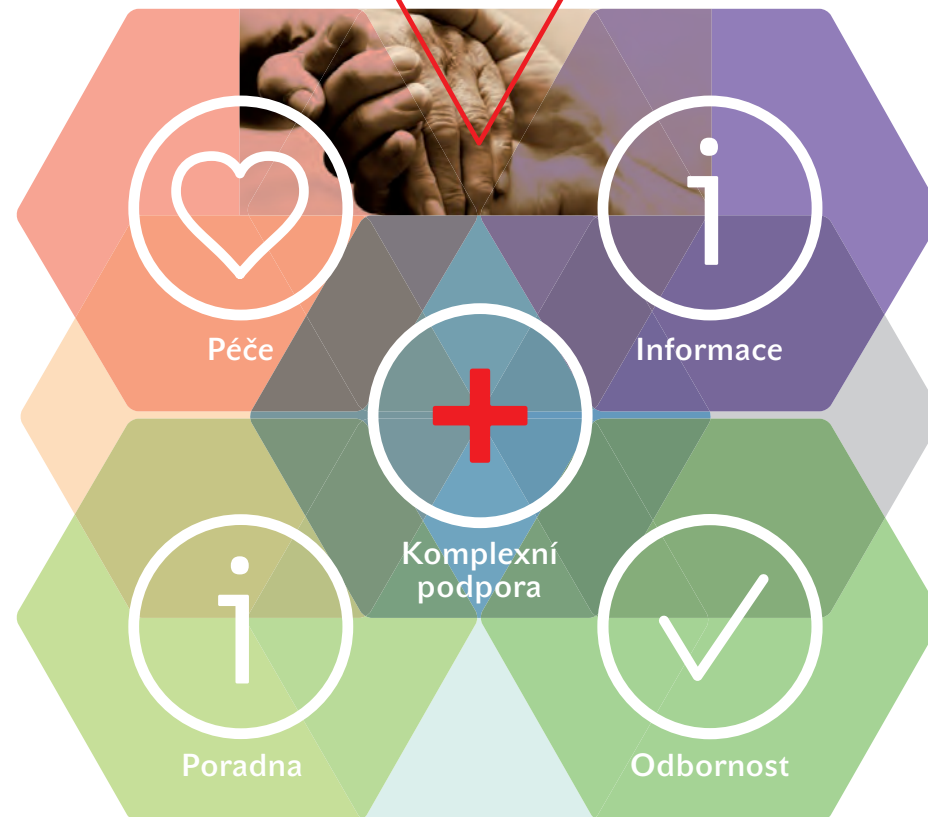 Péče
Informace
Komplexní
podpora
Poradna
Odbornost